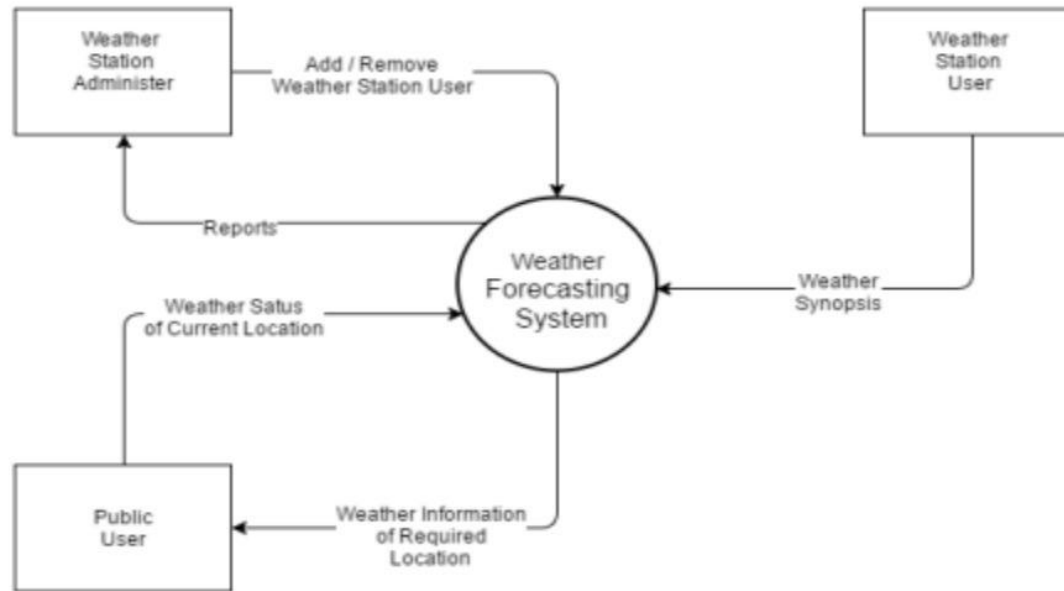 Weather
Station
Administer
Add / Remove
Weather Station User
Weather
Station
User
Reports
Weather
Forecasting
System
Weather
Synopsis
Weather Satus
of Current Location
Public
User
Weather Information
of Required
Location